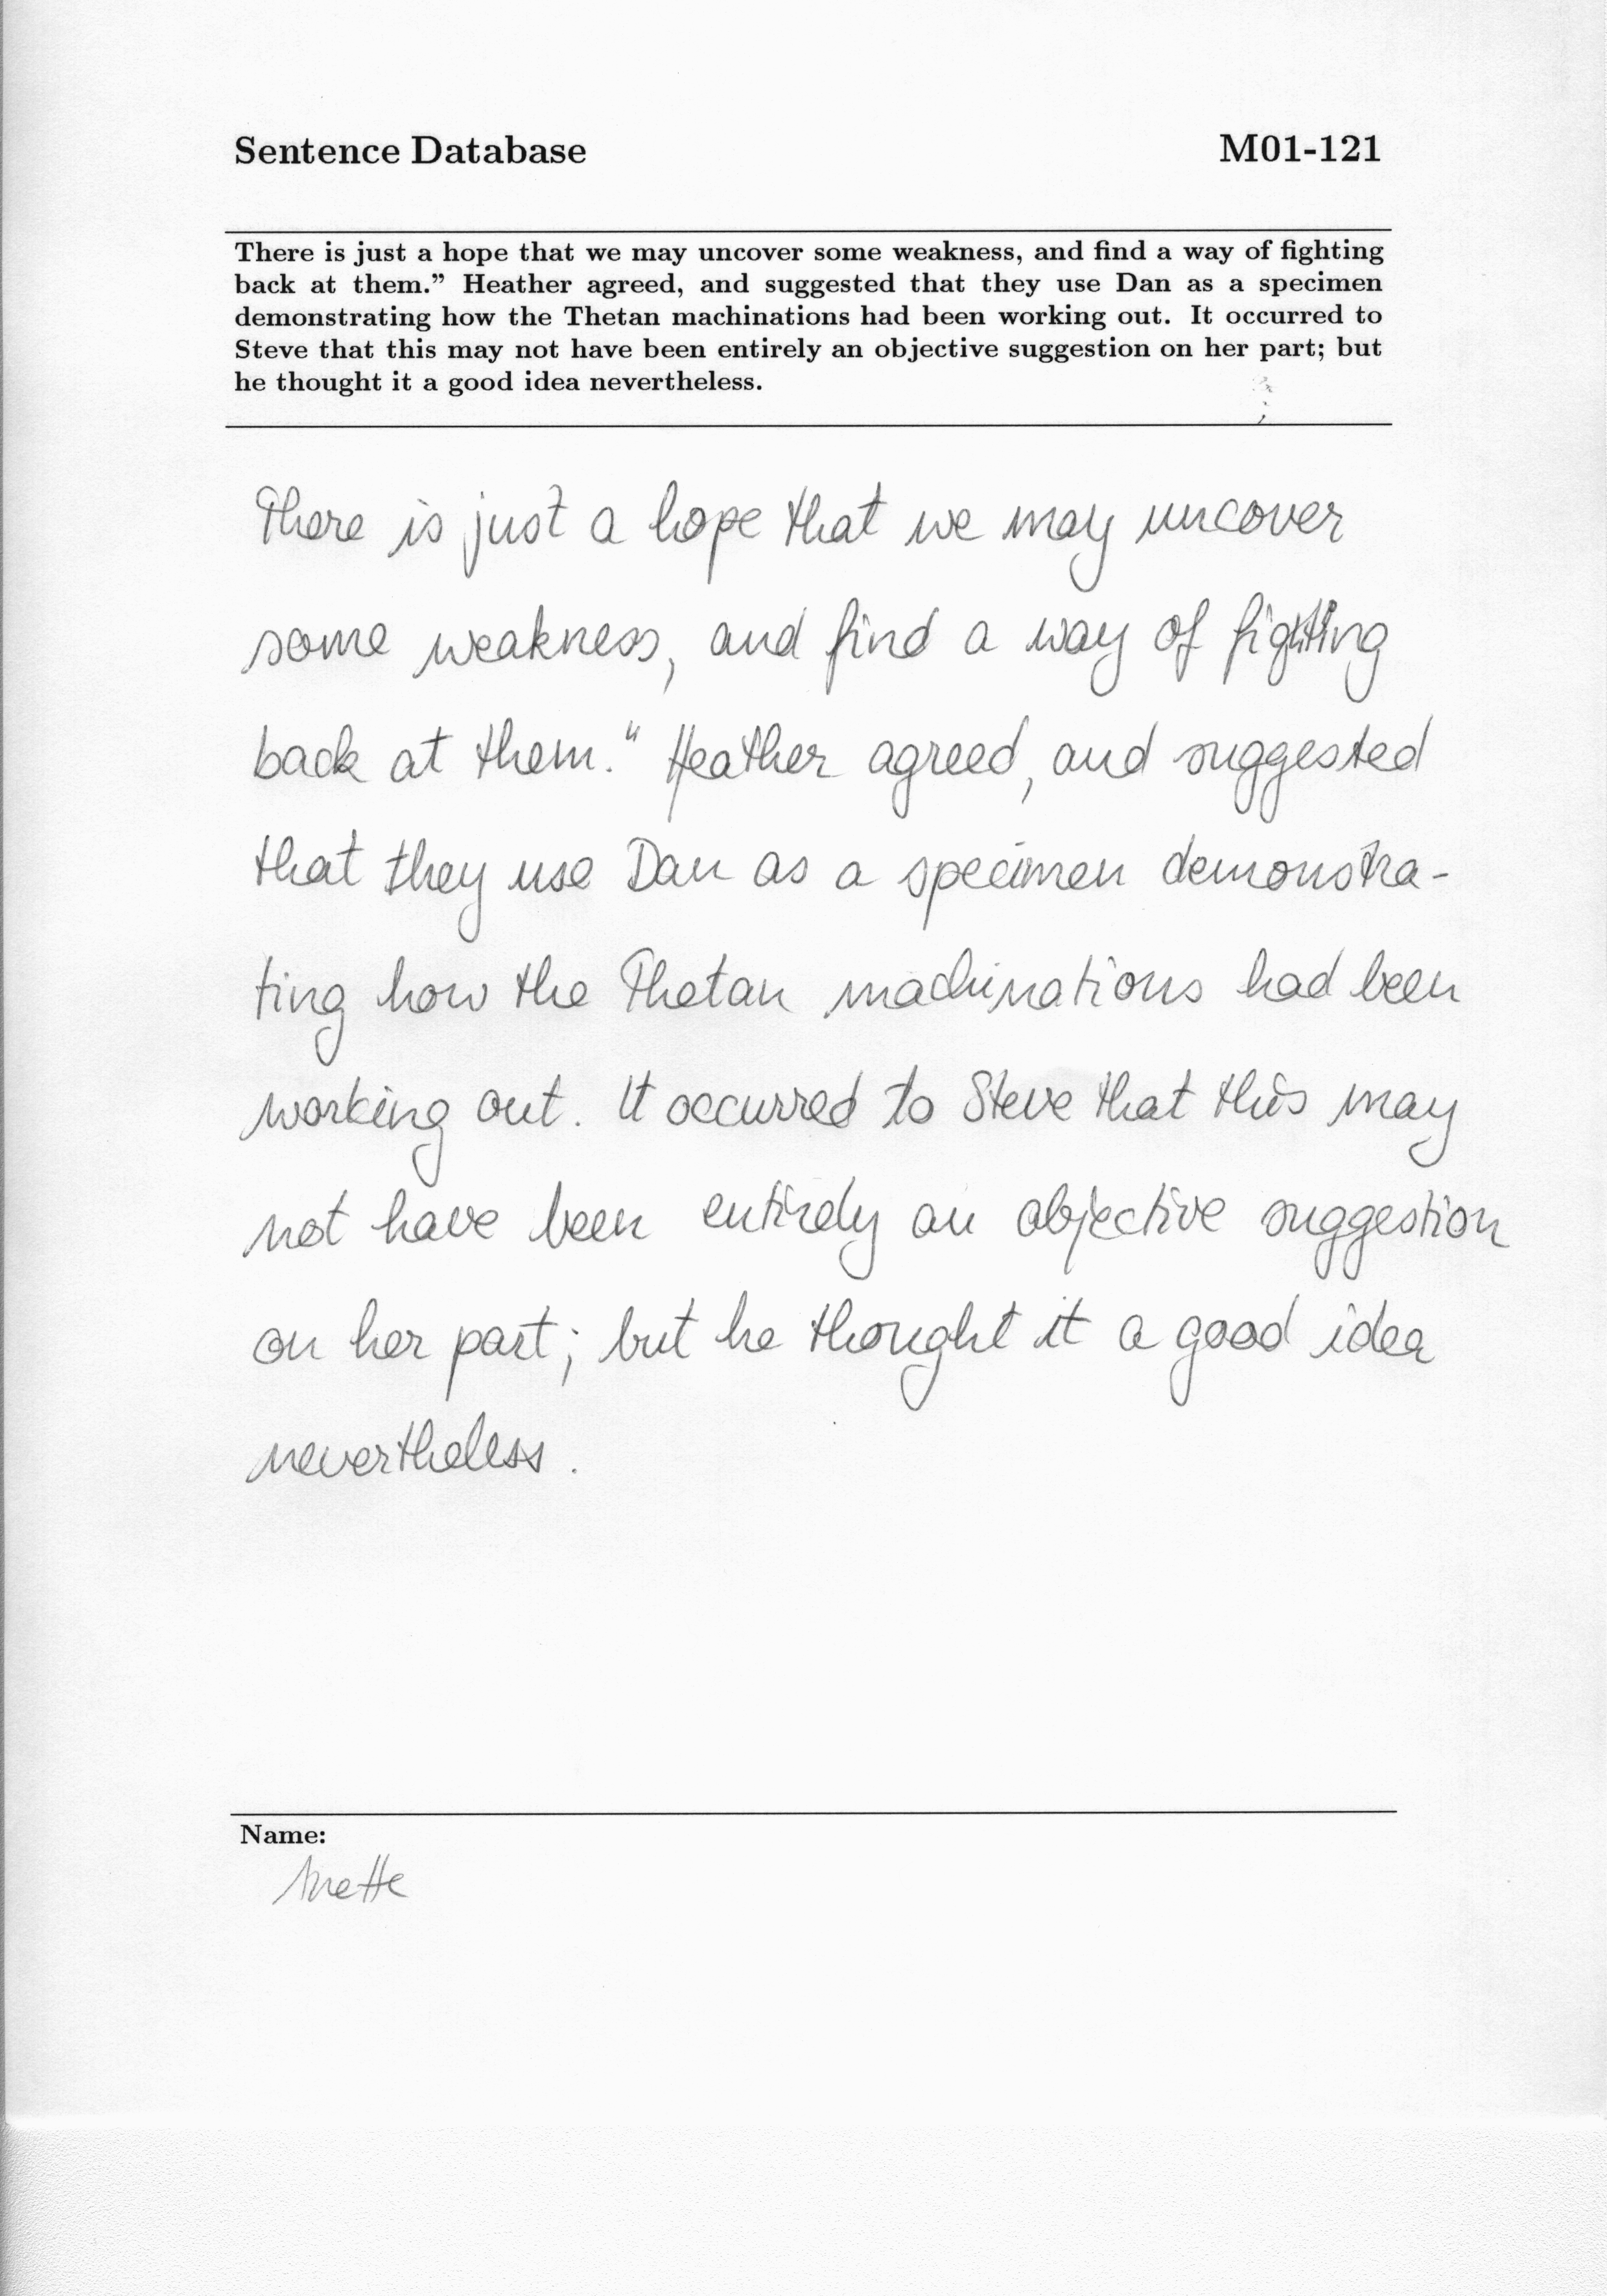 Sentence Database M01-121
There is just a hope that we may uncover some weakness, and find a way of fighting
back at them." Heather agreed, and suggested that they use Dan as a specimen
demonstrating how the Thetan machinations had been working out. It occurred to
Steve that this may not have been entirely an objective suggestion on her part; but
he thought it a good idea nevertheless.
There is just a hope that we may uncover
some weakness, and find a way of fighting
back at them." Heather agreed, and suggested
that they use Dan as a specimen demonstra-
ting how the Thetan machinations had been
working out. It occurred to Steve that this may
not have been entirely an objective suggestion
on her part; but he thought it a good idea
nevertheless.
Name:
Anette